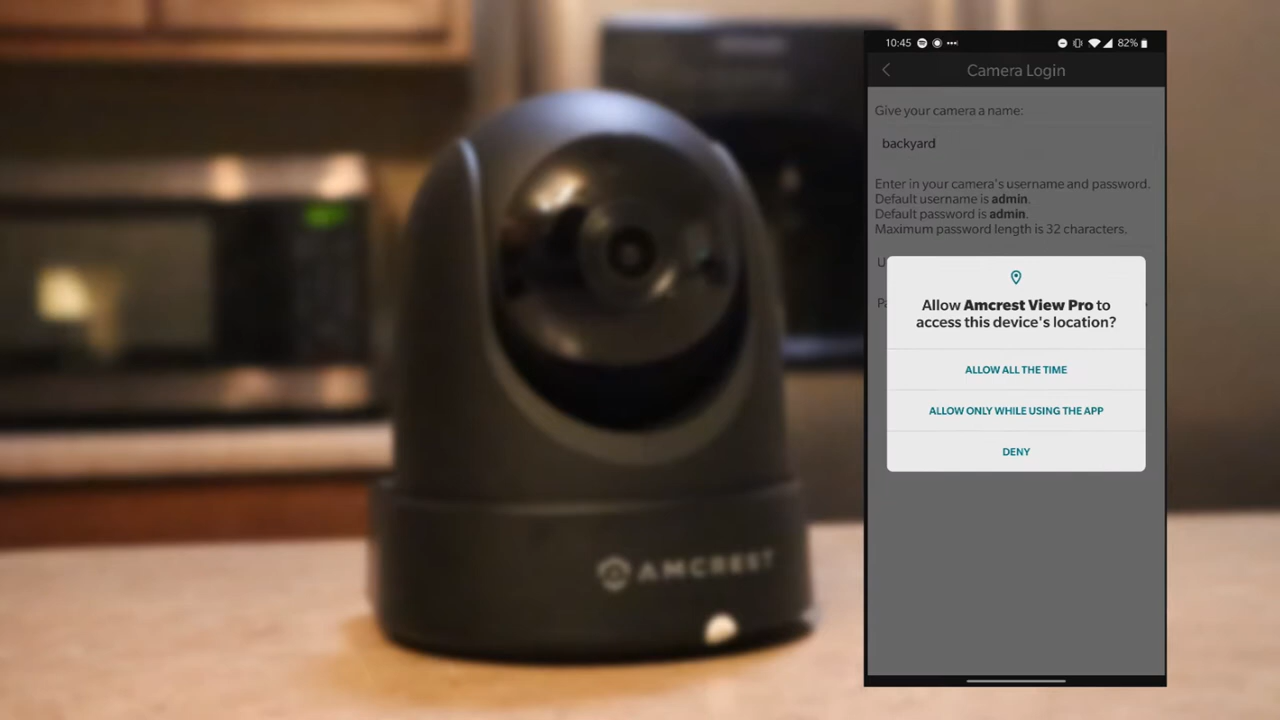 AMCREST
10:45
82%
Camera Login
Give your camera a name:
backyard
Enter in your camera's username and password.
Default username is admin.
Default password is admin.
Maximum password length is 32 characters.
Allow Amcrest View Pro to
access this device's location?
ALLOW ALL THE TIME
ALLOW ONLY WHILE USING THE APP
DENY